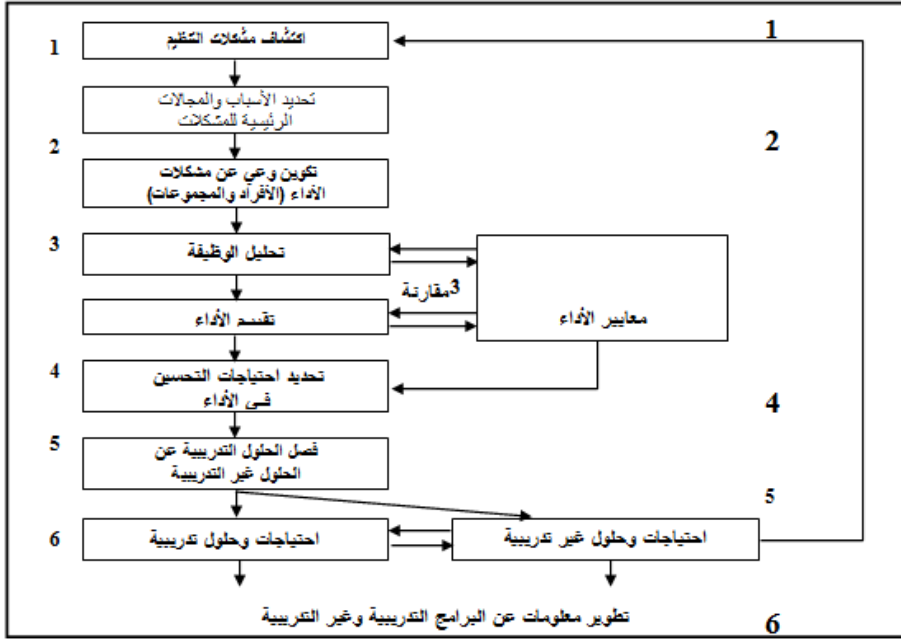 1
1
اكتشاف مشكلات التنظيم
تحديد الأسباب والمجالات
الرئيسية للمشكلات
2
2
تكوين وعي عن مشكلات
الأداء (الأفراد والمجموعات)
3
تحليل الوظيفة
3مقارنة
معايير الأداء
تقسم الأداء
4
4
تحديد احتياجات التحسين
في الأداء
5
فصل الحلول التدريبية عن
الحلول غير التدريبية
5
6
احتياجات وحلول تدريبية
احتياجات وحلول غير تدريبية
تطوير معلومات عن البرامج التدريبية وغير التدريبية
6